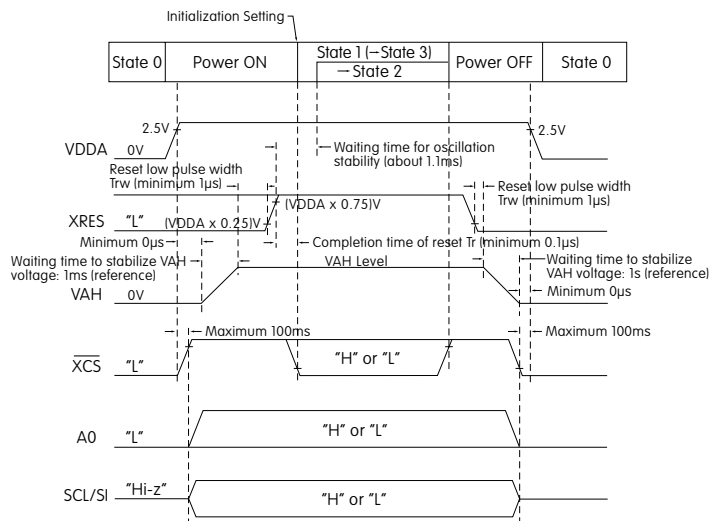 Initialization Setting
State 0
Power ON
State 1 (→State 3)
→ State 2
Power OFF
State 0
2.5V
2.5V
VDDA
0V
Waiting time for oscillation
stability (about 1.1ms)
Reset low pulse width
Trw (minimum 1µs)
Reset low pulse width
Trw (minimum 1µs)
(VDDA x 0.75)V
XRES
"L"
(VDDA x 0.25)V
Minimum 0µs
Completion time of reset Tr (minimum 0.1µs)
Waiting time to stabilize VAH
voltage: 1ms (reference)
VAH Level
Waiting time to stabilize
VAH voltage: 1s (reference)
VAH
0V
Minimum 0µs
Maximum 100ms
Maximum 100ms
XCS
"L"
"H" or "L"
A0
"L"
"H" or "L"
SCL/SI
"Hi-z"
"H" or "L"